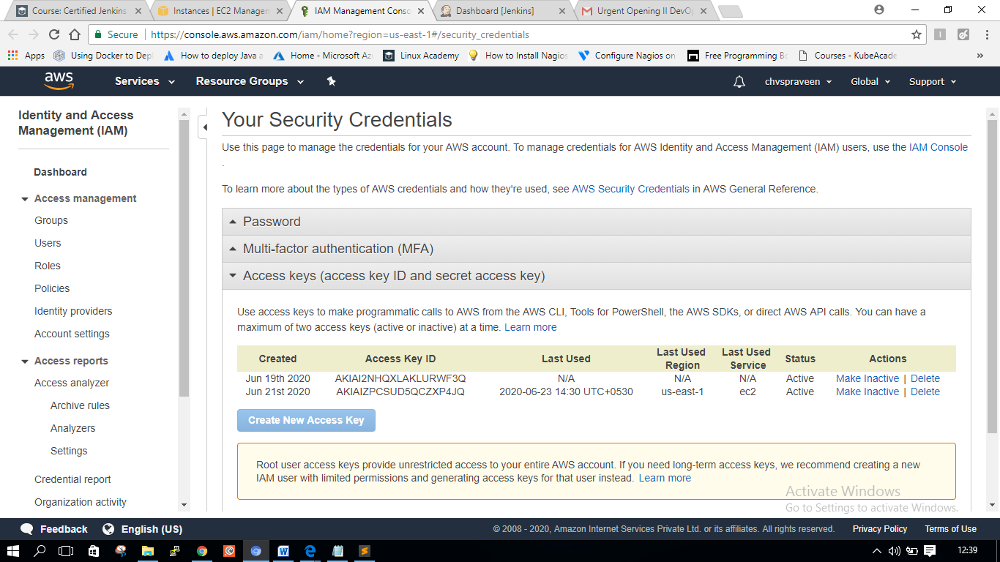 Course: Certified Jenkins
Instances | EC2 Managem
IAM Management Conso
Dashboard [Jenkins]
Urgent Opening II DevO
Secure
https://console.aws.amazon.com/iam/home?region=us-east-1#/security_credentials
Apps
Using Docker to Depl
How to deploy Java a
Home - Microsoft Az
Linux Academy
How to Install Nagios
Configure Nagios on
Free Programming Bo
Courses - KubeAcade
»
aws
Services
Resource Groups
chvspraveen
Global
Support
Identity and Access
Management (IAM)
Dashboard
Access management
Groups
Users
Roles
Policies
Identity providers
Account settings
Access reports
Access analyzer
Archive rules
Analyzers
Settings
Credential report
Organization activity
Your Security Credentials
Use this page to manage the credentials for your AWS account. To manage credentials for AWS Identity and Access Management (IAM) users, use the IAM Console
.
To learn more about the types of AWS credentials and how they're used, see AWS Security Credentials in AWS General Reference.
Password
Multi-factor authentication (MFA)
Access keys (access key ID and secret access key)
Use access keys to make programmatic calls to AWS from the AWS CLI, Tools for PowerShell, the AWS SDKs, or direct AWS API calls. You can have a
maximum of two access keys (active or inactive) at a time. Learn more
Created Access Key ID Last Used Last Used Region Last Used Service Status Actions
Jun 19th 2020 AKIAI2NHQXLAKLURWF3Q N/A N/A N/A Active Make Inactive | Delete
Jun 21st 2020 AKIAIZPCSUD5QCZXP4JQ 2020-06-23 14:30 UTC+0530 us-east-1 ec2 Active Make Inactive | Delete
Create New Access Key
Root user access keys provide unrestricted access to your entire AWS account. If you need long-term access keys, we recommend creating a new
IAM user with limited permissions and generating access keys for that user instead. Learn more
Activate Windows
Go to Settings to activate Windows.
Feedback
English (US)
© 2008 - 2020, Amazon Internet Services Private Ltd. or its affiliates. All rights reserved.
Privacy Policy
Terms of Use
12:39